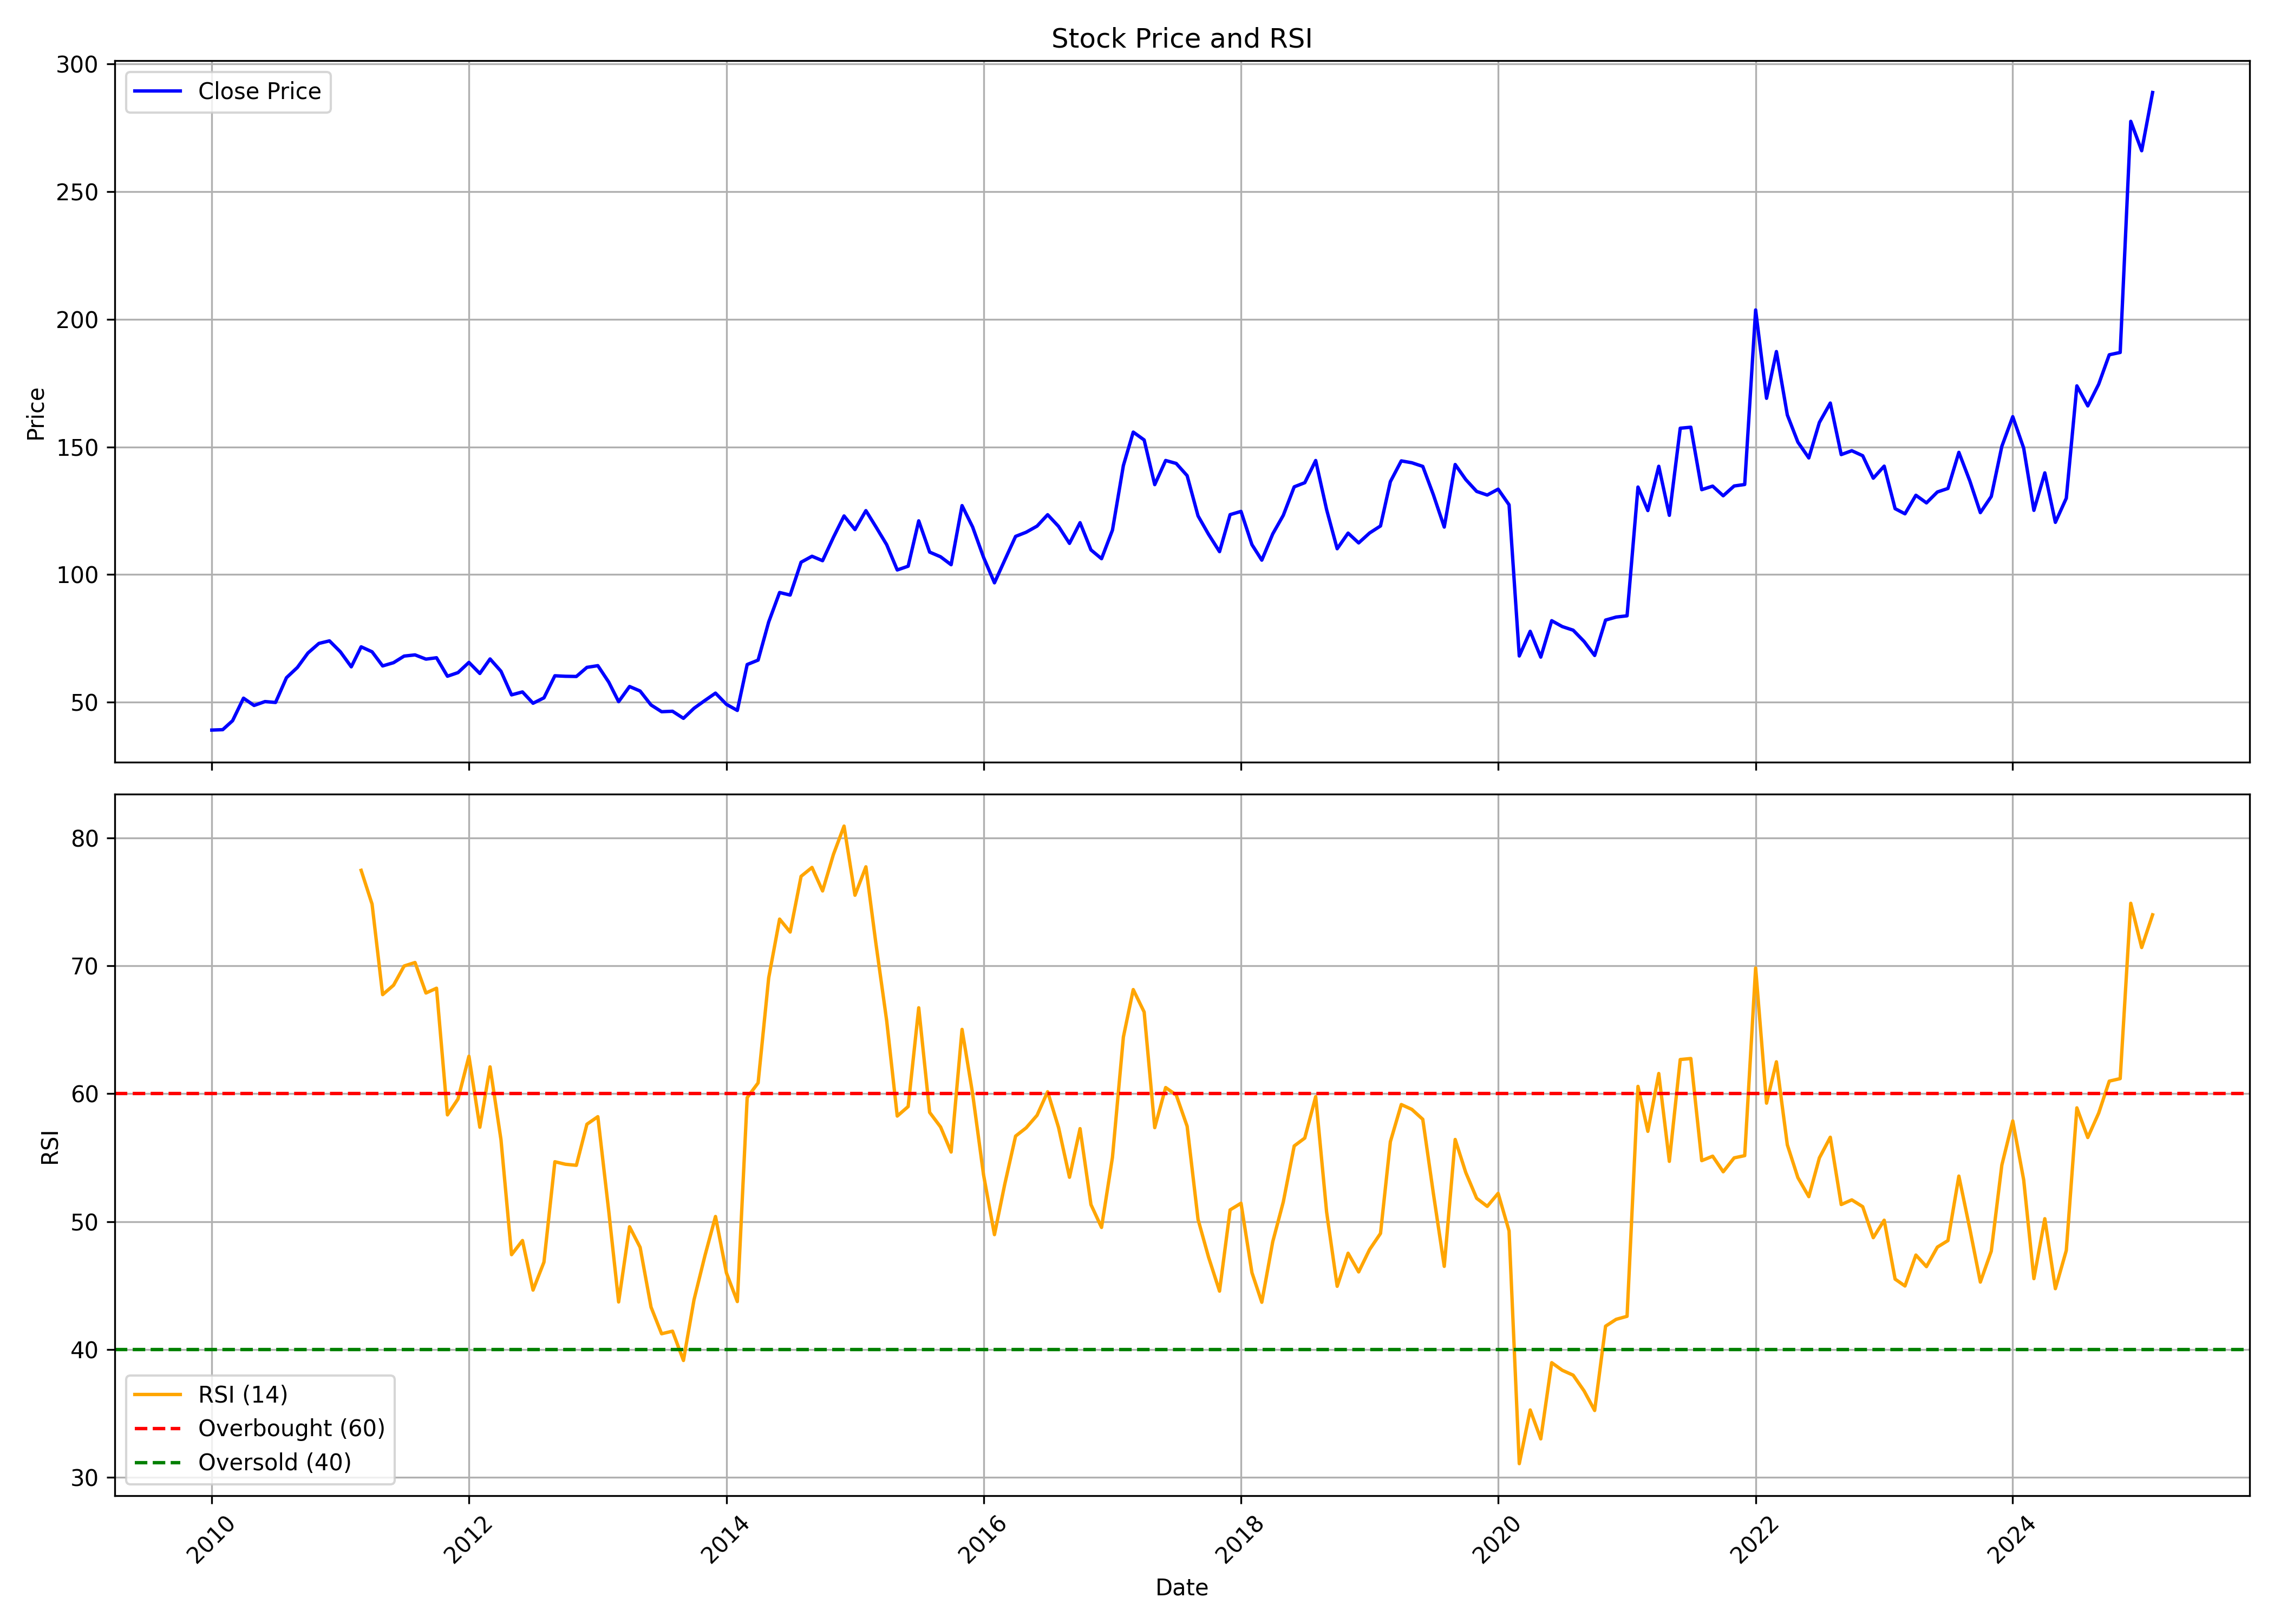 Stock Price and RSI
300
250
200
150
100
50
Price
Close Price
80
70
60
50
40
30
RSI
RSI (14)
Overbought (60)
Oversold (40)
2010
2012
2014
2016
2018
2020
2022
2024
Date